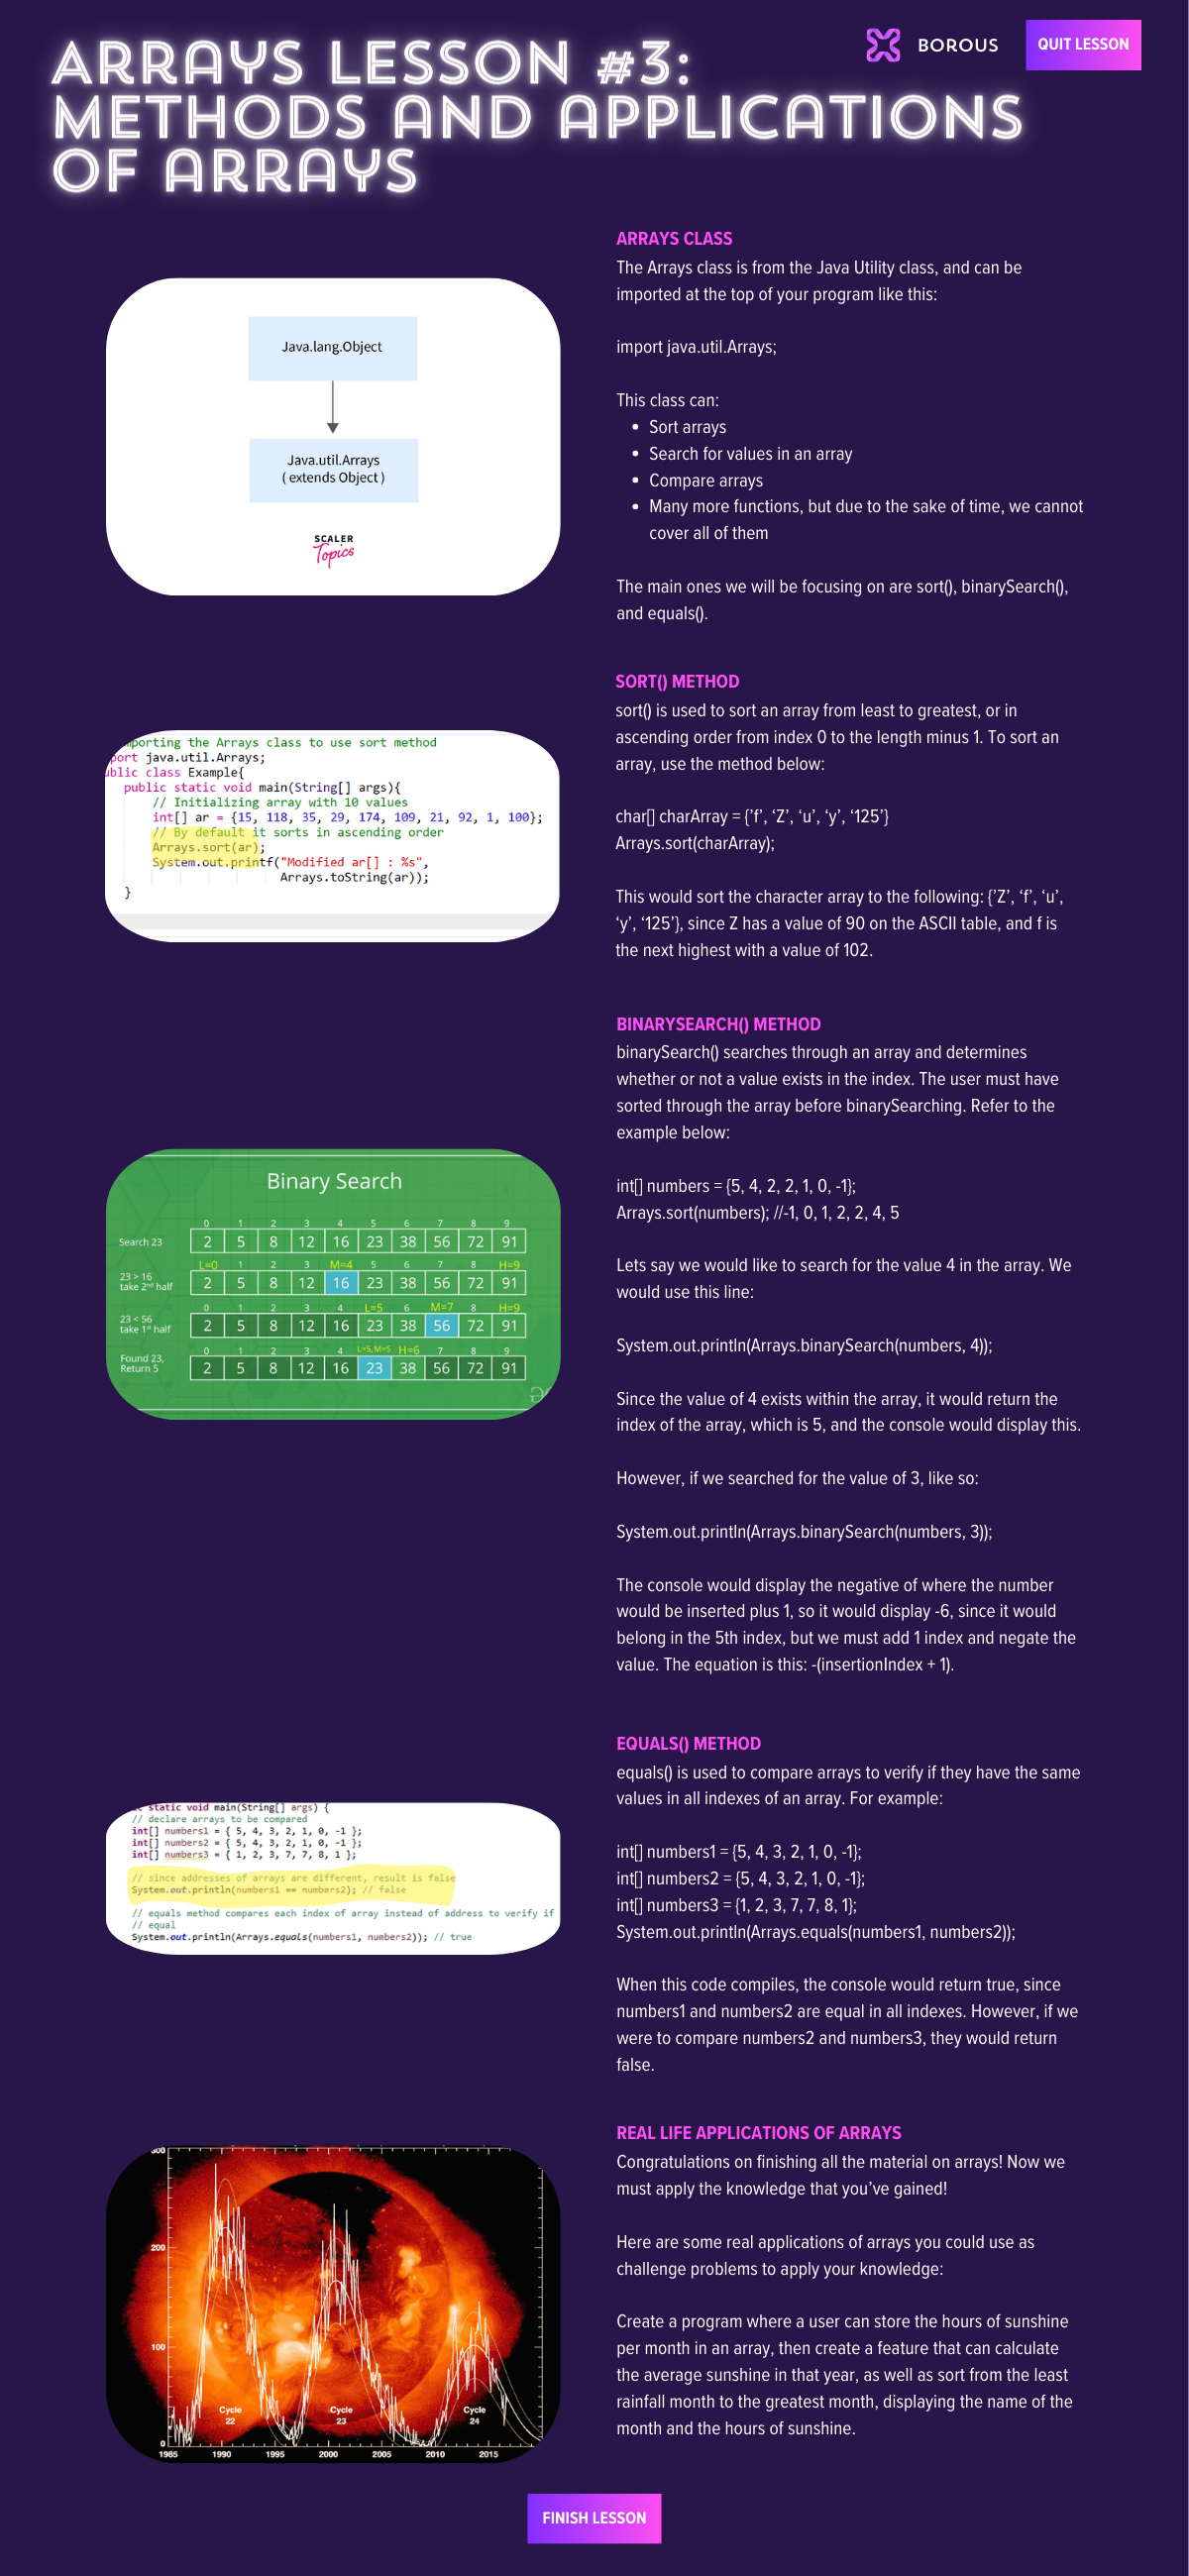 ARRAYS LESSON #3:
METHODS AND APPLICATIONS
OF ARRAYS
BOROUS
QUIT LESSON
ARRAYS CLASS
The Arrays class is from the Java Utility class, and can be
imported at the top of your program like this:
import java.util.Arrays;
This class can:
• Sort arrays
• Search for values in an array
• Compare arrays
• Many more functions, but due to the sake of time, we cannot
cover all of them
The main ones we will be focusing on are sort(), binarySearch(),
and equals().
Java.lang.Object
Java.util.Arrays
( extends Object )
SCALER
Topics
SORT() METHOD
sort() is used to sort an array from least to greatest, or in
ascending order from index 0 to the length minus 1. To sort an
array, use the method below:
char[] charArray = {'f', 'Z', 'u', 'y', '125'}
Arrays.sort(charArray);
This would sort the character array to the following: {'Z', 'f', 'u',
'y', '125'}, since Z has a value of 90 on the ASCII table, and f is
the next highest with a value of 102.
mporting the Arrays class to use sort method
port java.util.Arrays;
ublic class Example{
public static void main(String[] args){
// Initializing array with 10 values
int[] ar = {15, 118, 35, 29, 174, 109, 21, 92, 1, 100};
// By default it sorts in ascending order
Arrays.sort(ar);
System.out.printf("Modified ar[] : %s",
Arrays.toString(ar));
}
BINARYSEARCH() METHOD
binarySearch() searches through an array and determines
whether or not a value exists in the index. The user must have
sorted through the array before binarySearching. Refer to the
example below:
int[] numbers = {5, 4, 2, 2, 1, 0, -1};
Arrays.sort(numbers); //-1, 0, 1, 2, 2, 4, 5
Lets say we would like to search for the value 4 in the array. We
would use this line:
System.out.println(Arrays.binarySearch(numbers, 4));
Since the value of 4 exists within the array, it would return the
index of the array, which is 5, and the console would display this.
However, if we searched for the value of 3, like so:
System.out.println(Arrays.binarySearch(numbers, 3));
The console would display the negative of where the number
would be inserted plus 1, so it would display -6, since it would
belong in the 5th index, but we must add 1 index and negate the
value. The equation is this: -(insertionIndex + 1).
Binary Search
0 1 2 3 4 5 6 7 8 9
Search 23 2 5 8 12 16 23 38 56 72 91
L=0 1 2 3 M=4 5 6 7 8 H=9
23 > 16
take 2nd half 2 5 8 12 16 23 38 56 72 91
0 1 2 3 4 L=5 6 M=7 8 H=9
23 < 56
take 1st half 2 5 8 12 16 23 38 56 72 91
0 1 2 3 4 L=5, M=5 H=6 7 8 9
Found 23,
Return 5 2 5 8 12 16 23 38 56 72 91
EQUALS() METHOD
equals() is used to compare arrays to verify if they have the same
values in all indexes of an array. For example:
int[] numbers1 = {5, 4, 3, 2, 1, 0, -1};
int[] numbers2 = {5, 4, 3, 2, 1, 0, -1};
int[] numbers3 = {1, 2, 3, 7, 7, 8, 1};
System.out.println(Arrays.equals(numbers1, numbers2));
When this code compiles, the console would return true, since
numbers1 and numbers2 are equal in all indexes. However, if we
were to compare numbers2 and numbers3, they would return
false.
c static void main(String[] args) {
// declare arrays to be compared
int[] numbers1 = { 5, 4, 3, 2, 1, 0, -1 };
int[] numbers2 = { 5, 4, 3, 2, 1, 0, -1 };
int[] numbers3 = { 1, 2, 3, 7, 7, 8, 1 };
// since addresses of arrays are different, result is false
System.out.println(numbers1 == numbers2); // false
// equals method compares each index of array instead of address to verify if
// equal
System.out.println(Arrays.equals(numbers1, numbers2)); // true
REAL LIFE APPLICATIONS OF ARRAYS
Congratulations on finishing all the material on arrays! Now we
must apply the knowledge that you've gained!
Here are some real applications of arrays you could use as
challenge problems to apply your knowledge:
Create a program where a user can store the hours of sunshine
per month in an array, then create a feature that can calculate
the average sunshine in that year, as well as sort from the least
rainfall month to the greatest month, displaying the name of the
month and the hours of sunshine.
300
200
100
0
Cycle
22
Cycle
23
Cycle
24
1985 1990 1995 2000 2005 2010 2015
FINISH LESSON